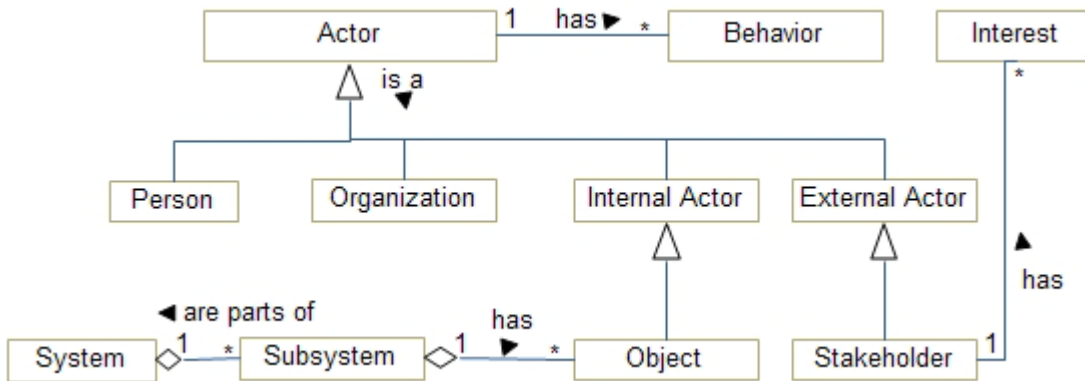 Actor
1
has
*
Behavior
Interest
*
is a
Person
Organization
Internal Actor
External Actor
has
are parts of
has
System
1
*
Subsystem
1
*
Object
Stakeholder
1